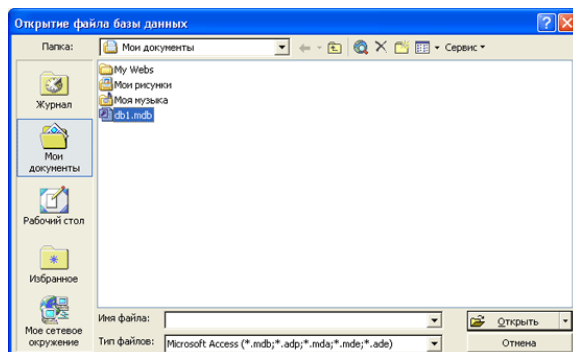 Открытие файла базы данных
Папка:
Мои документы
Сервис
My Webs
Мои рисунки
Моя музыка
db1.mdb
Журнал
Мои
документы
Рабочий стол
Избранное
Мое сетевое
окружение
Имя файла:
Открыть
Тип файлов:
Microsoft Access (*.mdb;*.adp;*.mda;*.mde;*.ade)
Отмена